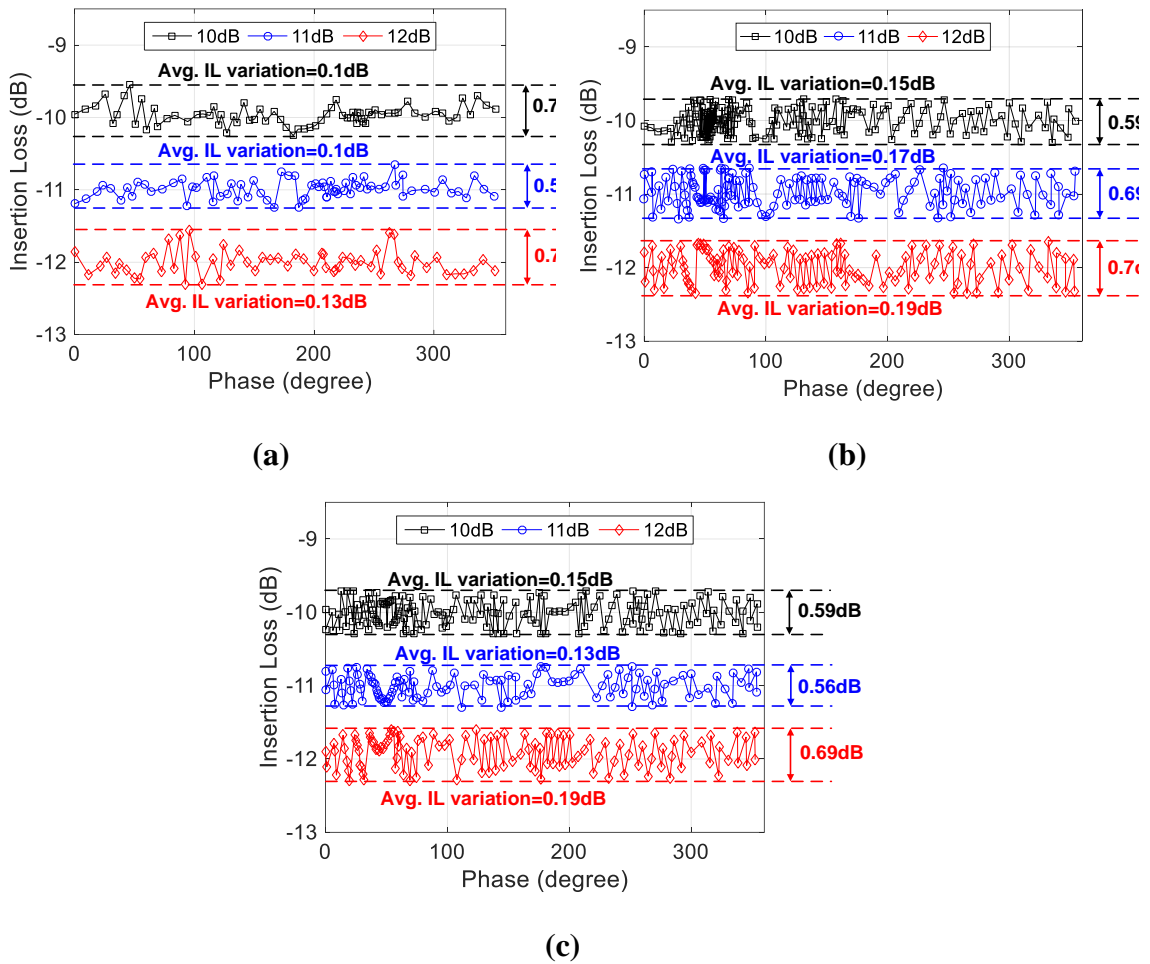 -9
10dB 11dB 12dB
Avg. IL variation=0.1dB
-10
0.7
Avg. IL variation=0.1dB
-11
0.5
-12
0.7
Avg. IL variation=0.13dB
-13
0 100 200 300
Phase (degree)
Insertion Loss (dB)
(a)
-9
10dB 11dB 12dB
Avg. IL variation=0.15dB
-10
0.59
Avg. IL variation=0.17dB
-11
0.69
-12
0.7d
Avg. IL variation=0.19dB
-13
0 100 200 300
Phase (degree)
Insertion Loss (dB)
(b)
-9
10dB 11dB 12dB
Avg. IL variation=0.15dB
-10
0.59dB
Avg. IL variation=0.13dB
-11
0.56dB
-12
0.69dB
Avg. IL variation=0.19dB
-13
0 100 200 300
Phase (degree)
Insertion Loss (dB)
(c)